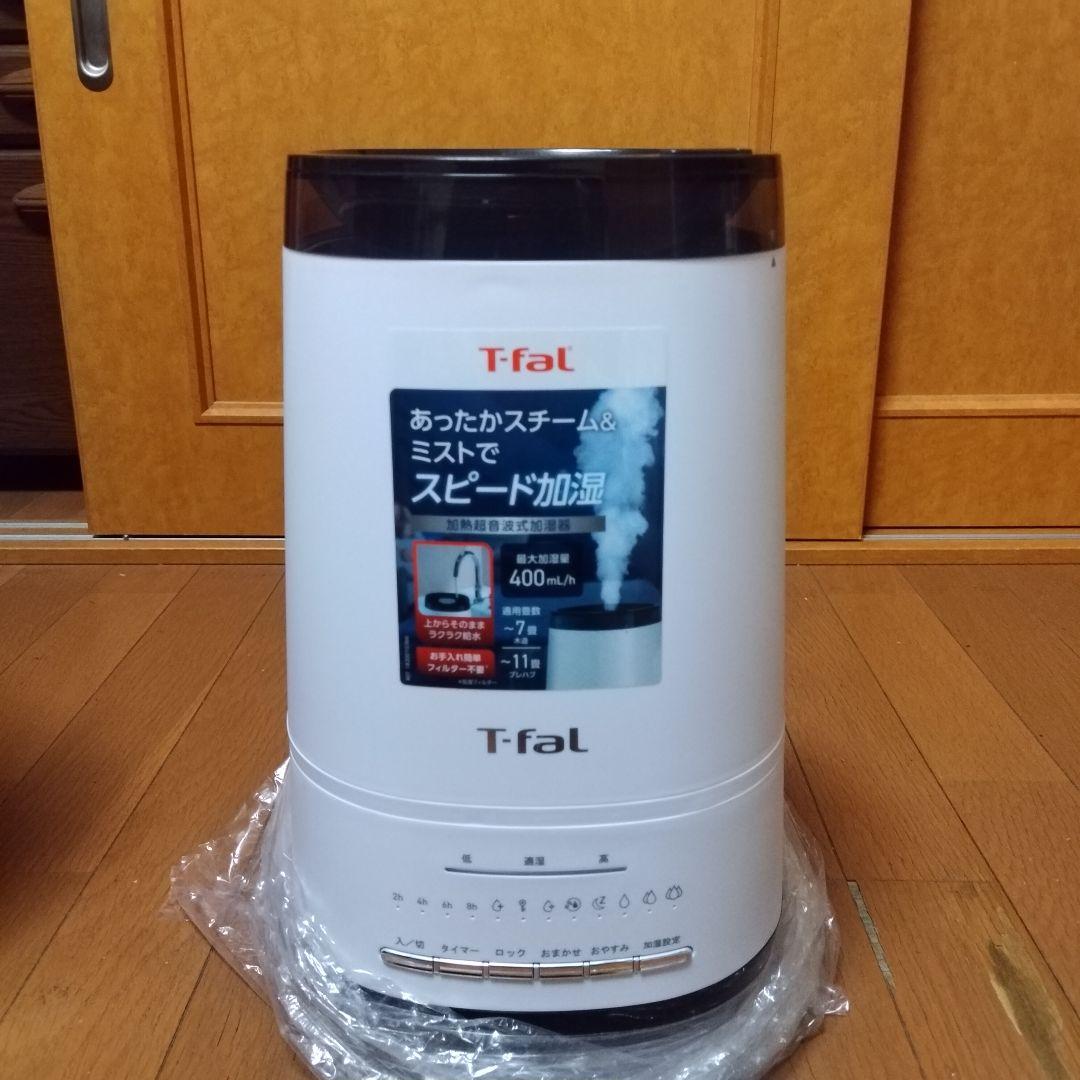 T-fal
あったかスチーム&
ミストで
スピード加湿
加熱超音波式加湿器
最大加湿量
400mL/h
上からそのまま
ラクラク給水
適用畳数
~7畳
木造
お手入れ簡単
フィルター不要*
~11畳
プレハブ
T-fal
低 適湿 高
2h 4h 6h 8h
入/切 タイマー ロック おまかせ おやすみ 加湿設定